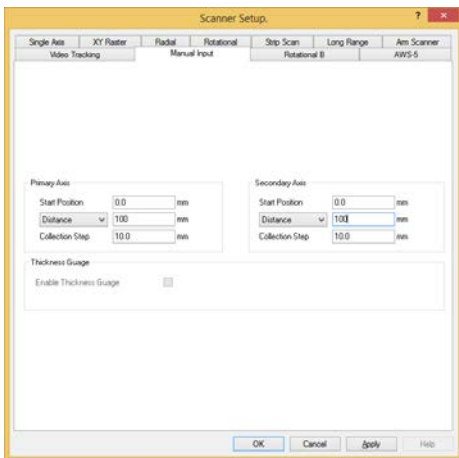 Scanner Setup.
?
Single Axis XY Raster Radial Rotational Strip Scan Long Range Arm Scanner
Video Tracking Manual Input Rotational B AWS-5
Primary Axis
Start Position 0.0 mm
Distance 100 mm
Collection Step 10.0 mm
Secondary Axis
Start Position 0.0 mm
Distance 100 mm
Collection Step 10.0 mm
Thickness Guage
Enable Thickness Guage
OK Cancel Apply Help